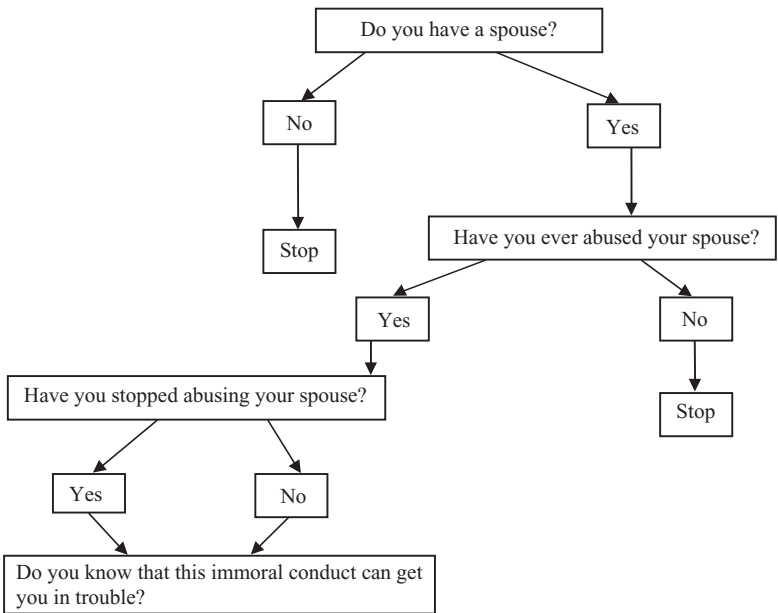 Do you have a spouse?
No
Yes
Stop
Have you ever abused your spouse?
Yes
No
Have you stopped abusing your spouse?
Stop
Yes
No
Do you know that this immoral conduct can get
you in trouble?